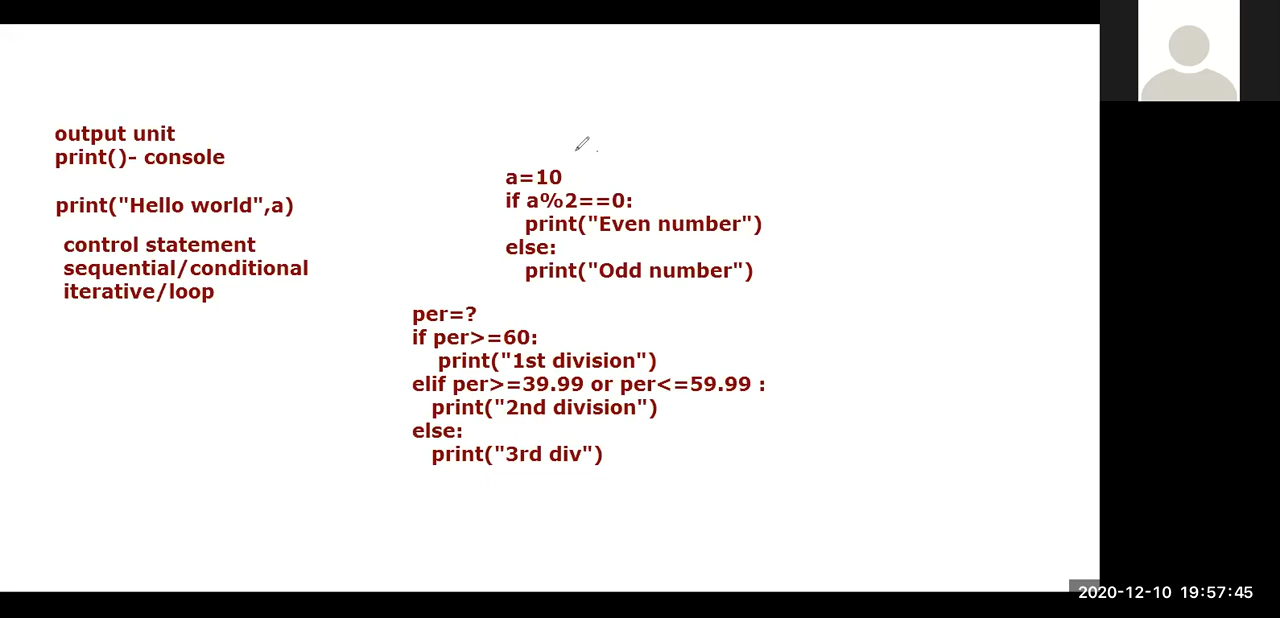 output unit
print()- console
print("Hello world",a)
control statement
sequential/conditional
iterative/loop
a=10
if a%2==0:
print("Even number")
else:
print("Odd number")
per=?
if per>=60:
print("1st division")
elif per>=39.99 or per<=59.99 :
print("2nd division")
else:
print("3rd div")
2020-12-10 19:57:45